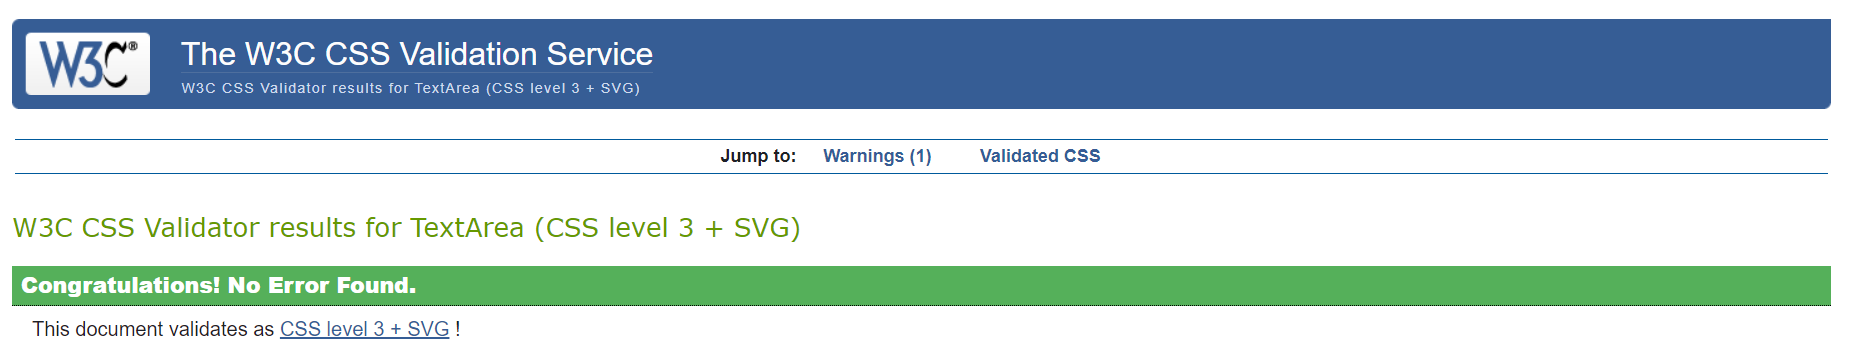 W3C®
The W3C CSS Validation Service
W3C CSS Validator results for TextArea (CSS level 3 + SVG)
Jump to: Warnings (1) Validated CSS
W3C CSS Validator results for TextArea (CSS level 3 + SVG)
Congratulations! No Error Found.
This document validates as CSS level 3 + SVG !